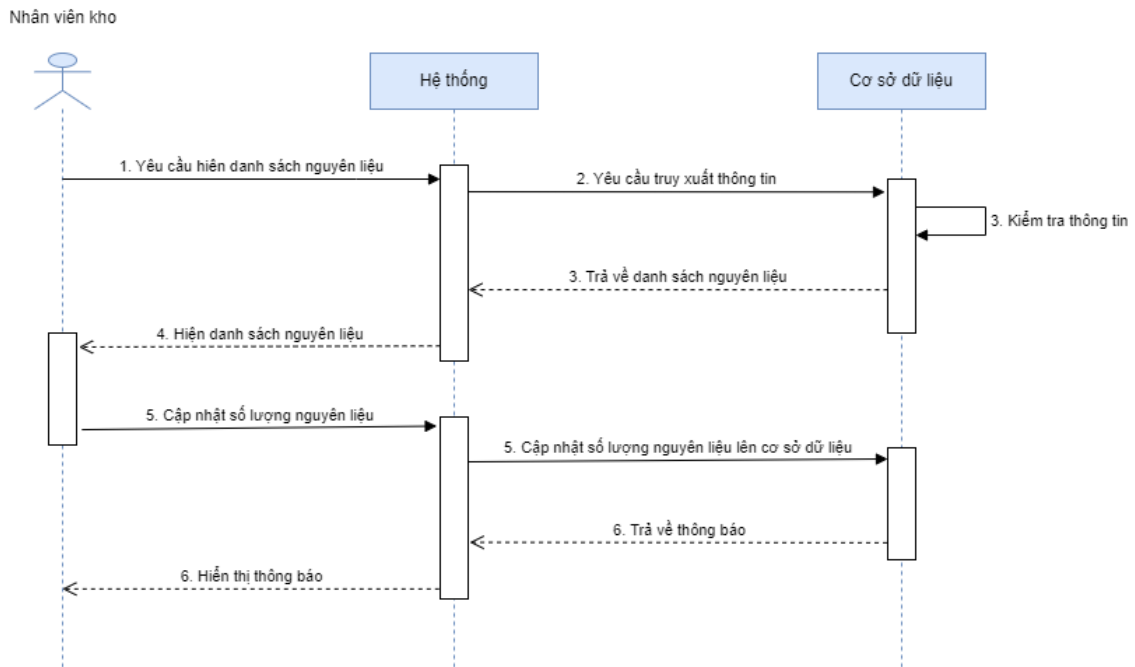 Nhân viên kho
Hệ thống
Cơ sở dữ liệu
1. Yêu cầu hiên danh sách nguyên liệu
2. Yêu cầu truy xuất thông tin
3. Kiểm tra thông tin
3. Trả về danh sách nguyên liệu
4. Hiện danh sách nguyên liệu
5. Cập nhật số lượng nguyên liệu
5. Cập nhật số lượng nguyên liệu lên cơ sở dữ liệu
6. Trả về thông báo
6. Hiển thị thông báo